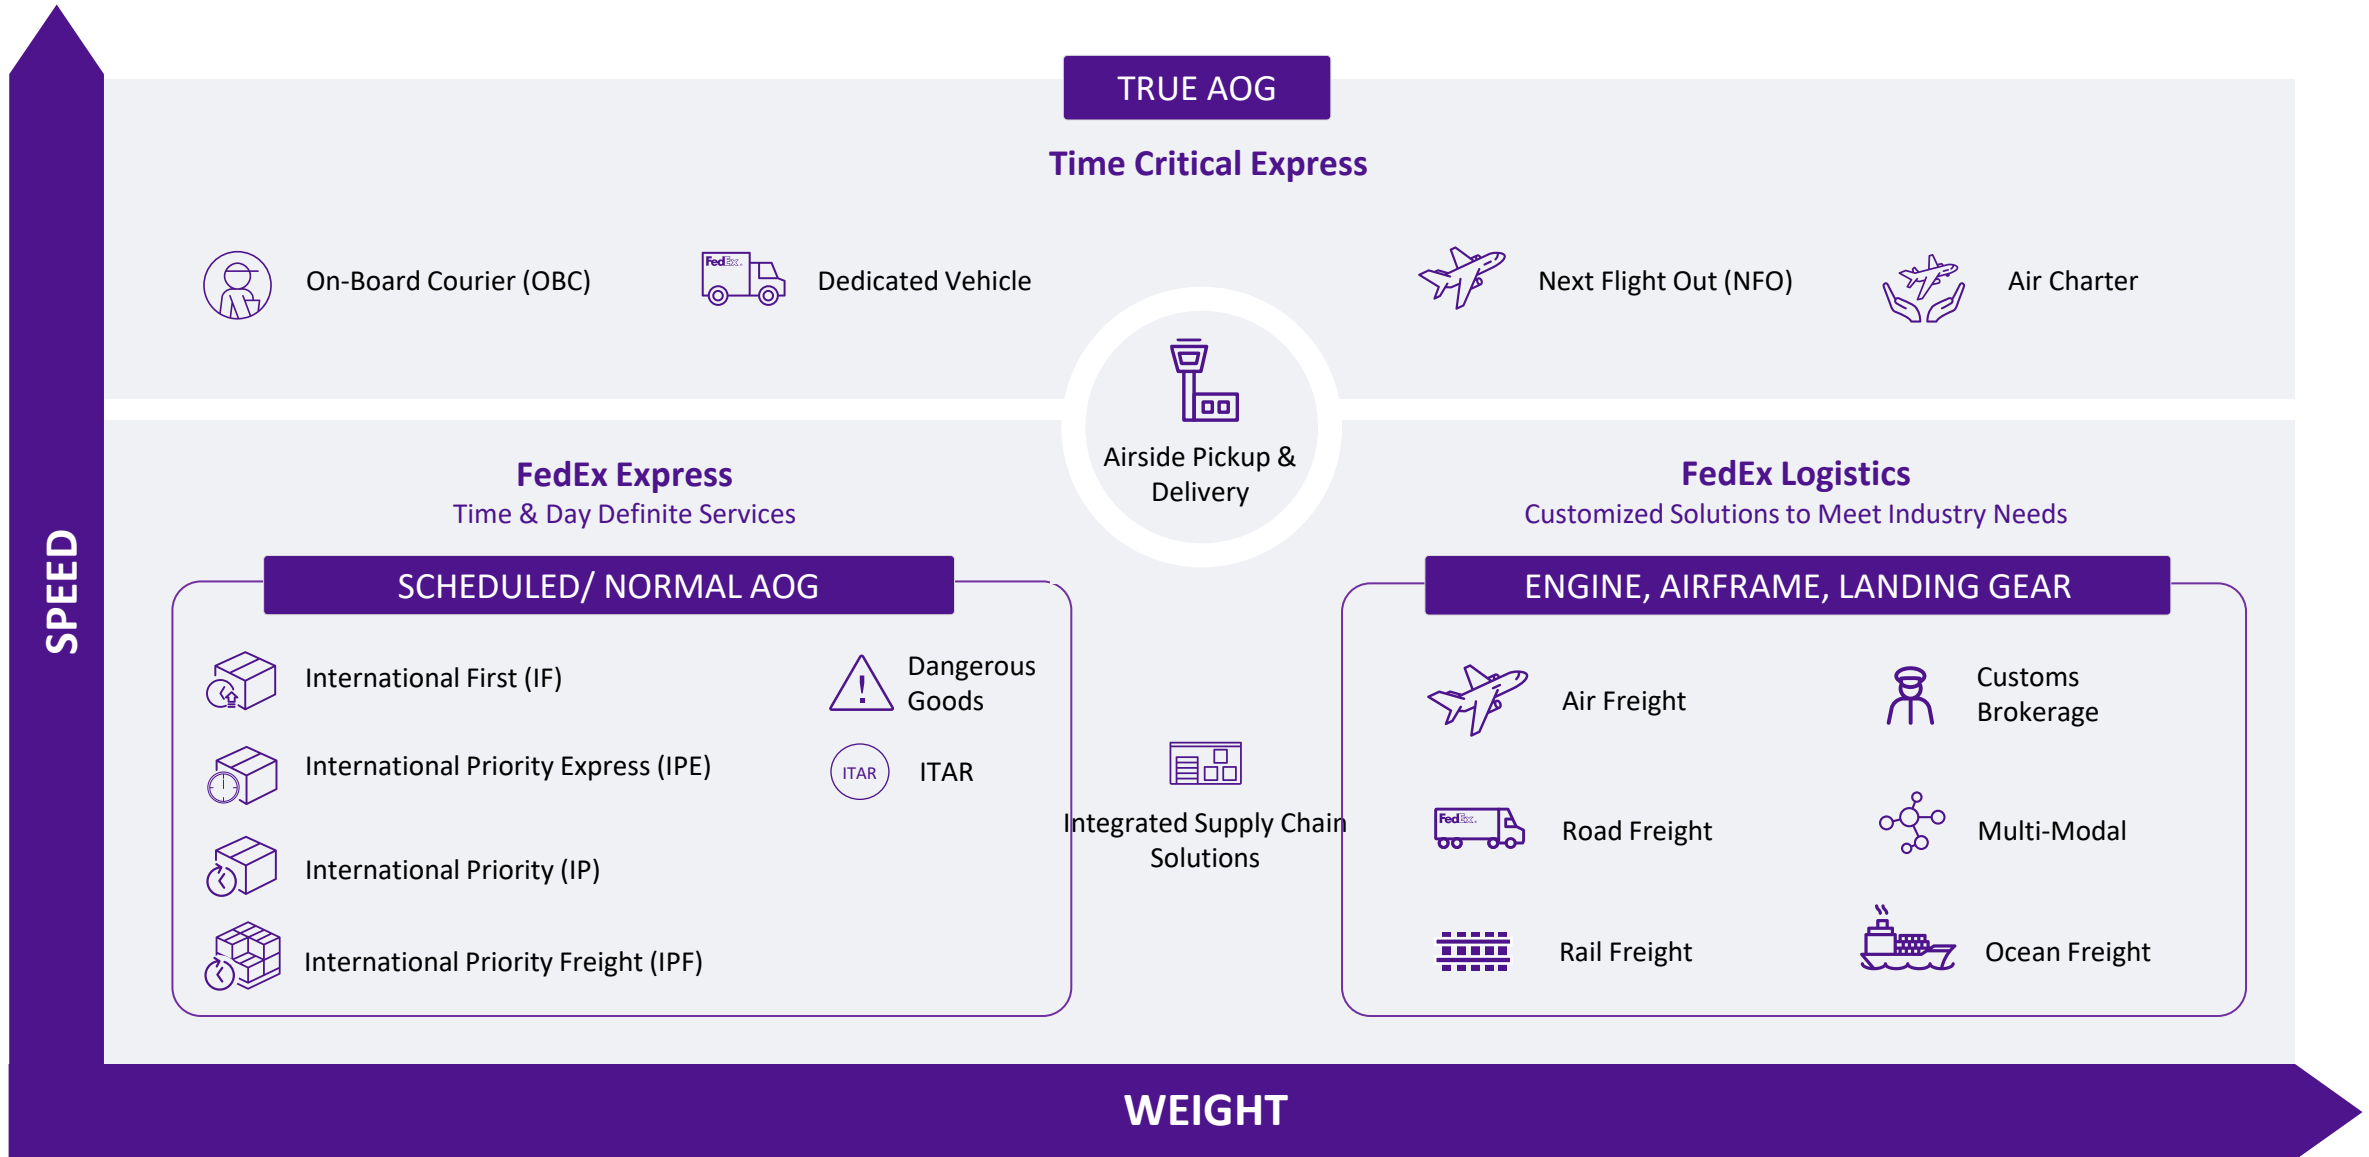 TRUE AOG
Time Critical Express
On-Board Courier (OBC)
FedEx.
Dedicated Vehicle
Next Flight Out (NFO)
Air Charter
Airside Pickup &
Delivery
FedEx Express
Time & Day Definite Services
SCHEDULED/ NORMAL AOG
International First (IF)
International Priority Express (IPE)
International Priority (IP)
International Priority Freight (IPF)
Dangerous
Goods
ITAR
ITAR
Integrated Supply Chain
Solutions
FedEx Logistics
Customized Solutions to Meet Industry Needs
ENGINE, AIRFRAME, LANDING GEAR
Air Freight
FedEx.
Road Freight
Rail Freight
Customs
Brokerage
Multi-Modal
Ocean Freight
SPEED
WEIGHT